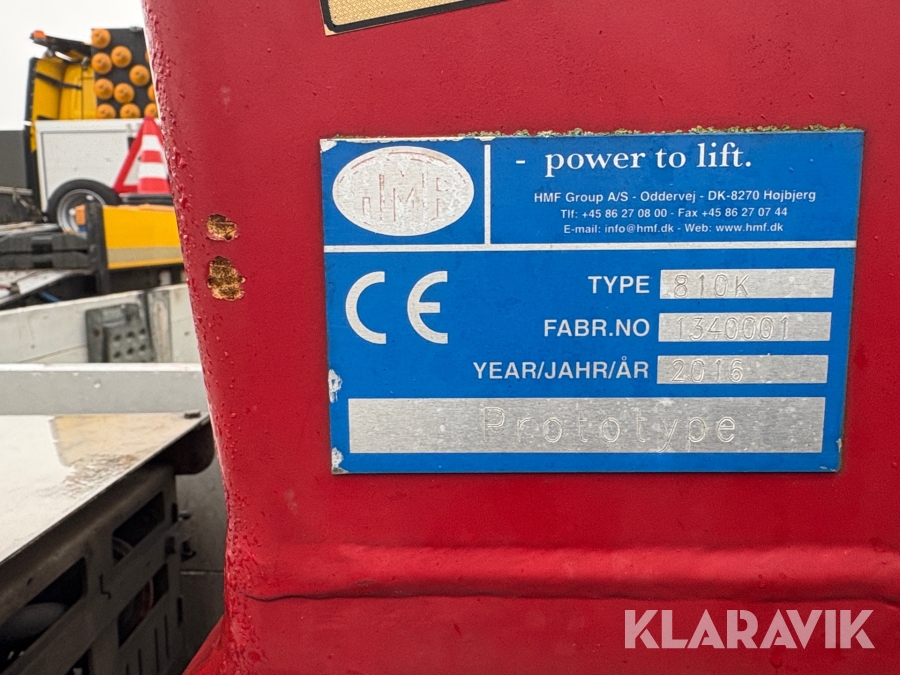 HMF
- power to lift.
HMF Group A/S - Oddervej - DK-8270 Højbjerg
Tlf: +45 86 27 08 00 - Fax +45 86 27 07 44
E-mail: info@hmf.dk - Web: www.hmf.dk
CE
TYPE 810K
FABR.NO 1340001
YEAR/JAHR/ÅR 2016
Prototype
KLARAVIK